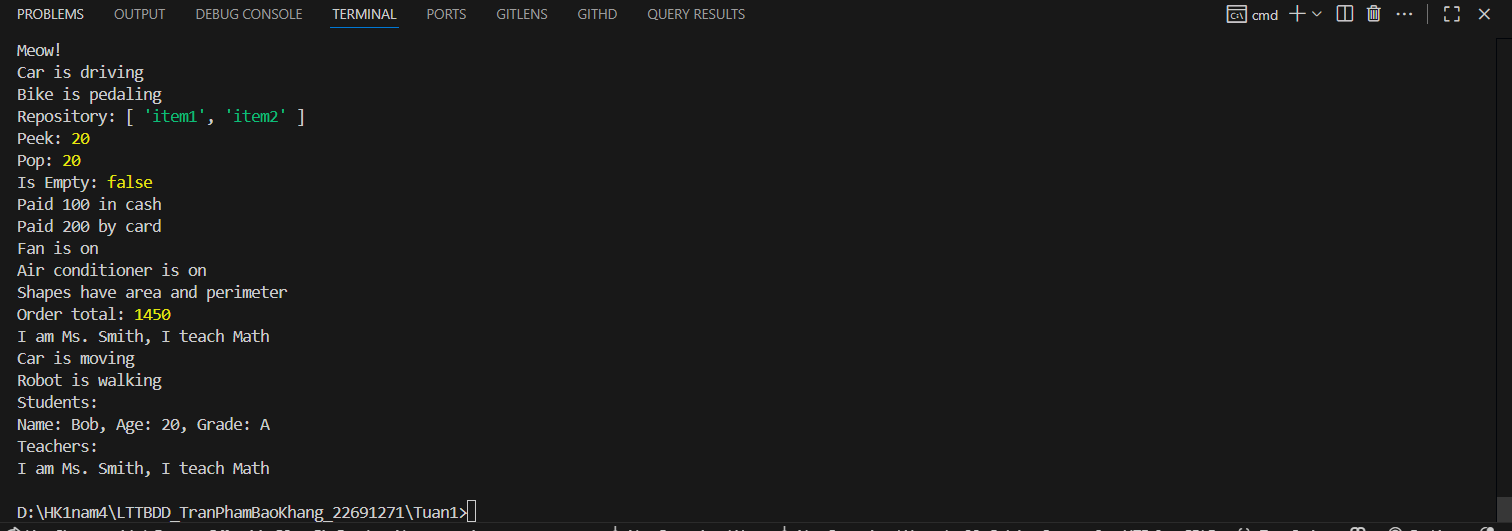 PROBLEMS OUTPUT DEBUG CONSOLE TERMINAL PORTS GITLENS GITHD QUERY RESULTS cmd
Meow!
Car is driving
Bike is pedaling
Repository: [ 'item1', 'item2' ]
Peek: 20
Pop: 20
Is Empty: false
Paid 100 in cash
Paid 200 by card
Fan is on
Air conditioner is on
Shapes have area and perimeter
Order total: 1450
I am Ms. Smith, I teach Math
Car is moving
Robot is walking
Students:
Name: Bob, Age: 20, Grade: A
Teachers:
I am Ms. Smith, I teach Math
D:\HK1nam4\LTTBDD_TranPhamBaoKhang_22691271\Tuan1>